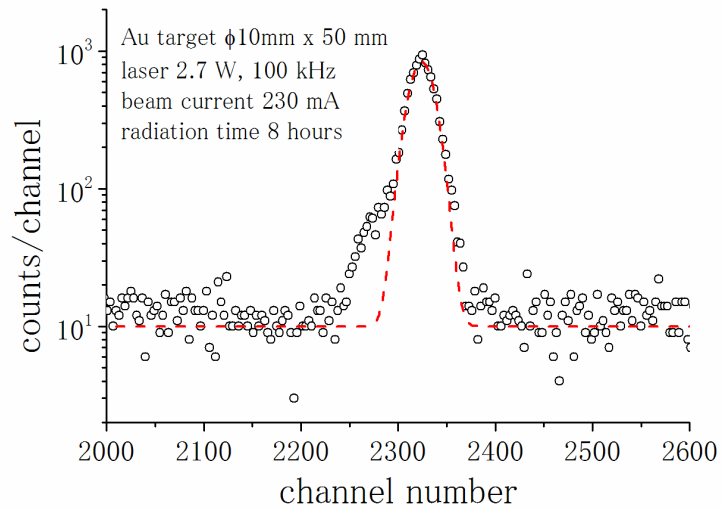 Au target ϕ10mm x 50 mm
laser 2.7 W, 100 kHz
beam current 230 mA
radiation time 8 hours
counts/channel
10³
10²
10¹
2000 2100 2200 2300 2400 2500 2600
channel number